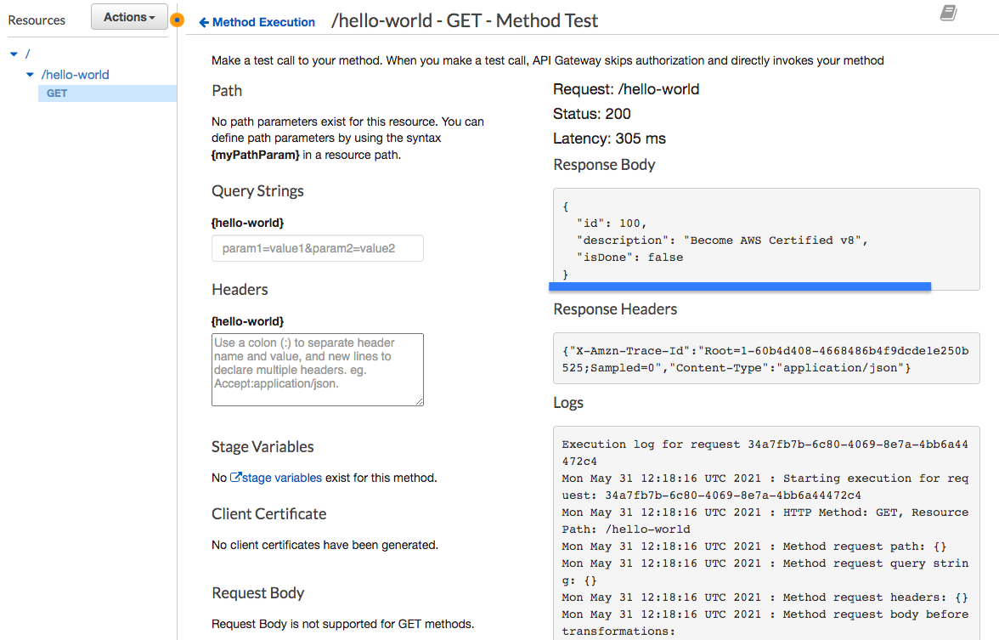 Resources
Actions
/
/hello-world
GET
Method Execution
/hello-world - GET - Method Test
Make a test call to your method. When you make a test call, API Gateway skips authorization and directly invokes your method
Path
No path parameters exist for this resource. You can
define path parameters by using the syntax
{myPathParam} in a resource path.
Query Strings
{hello-world}
param1=value1&param2=value2
Headers
{hello-world}
Use a colon (:) to separate header
name and value, and new lines to
declare multiple headers. eg.
Accept:application/json.
Stage Variables
No stage variables exist for this method.
Client Certificate
No client certificates have been generated.
Request Body
Request Body is not supported for GET methods.
Request: /hello-world
Status: 200
Latency: 305 ms
Response Body
{
"id": 100,
"description": "Become AWS Certified v8",
"isDone": false
}
Response Headers
{"X-Amzn-Trace-Id":"Root=1-60b4d408-4668486b4f9dcde1e250b
525;Sampled=0","Content-Type":"application/json"}
Logs
Execution log for request 34a7fb7b-6c80-4069-8e7a-4bb6a44
472c4
Mon May 31 12:18:16 UTC 2021 : Starting execution for req
uest: 34a7fb7b-6c80-4069-8e7a-4bb6a44472c4
Mon May 31 12:18:16 UTC 2021 : HTTP Method: GET, Resource
Path: /hello-world
Mon May 31 12:18:16 UTC 2021 : Method request path: {}
Mon May 31 12:18:16 UTC 2021 : Method request query strin
g: {}
Mon May 31 12:18:16 UTC 2021 : Method request headers: {}
Mon May 31 12:18:16 UTC 2021 : Method request body before
transformations: